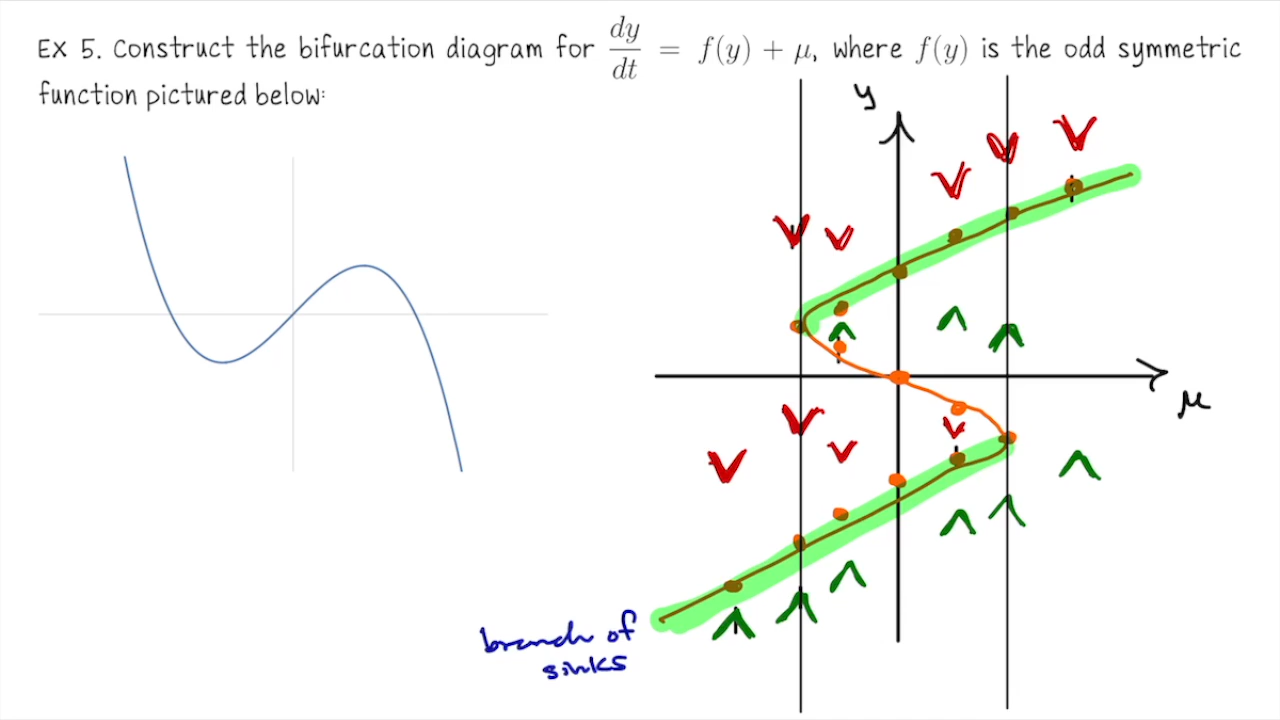 Ex 5. Construct the bifurcation diagram for dy/dt = f(y) + μ, where f(y) is the odd symmetric
function pictured below:
y
μ
branch of
sinks